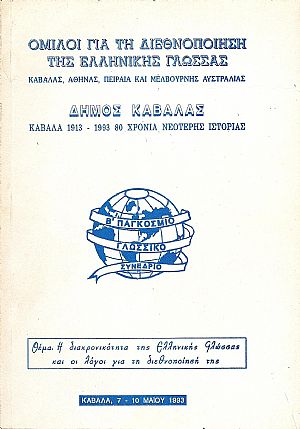 ΟΜΙΛΟΙ ΓΙΑ ΤΗ ΔΙΕΘΝΟΠΟΙΗΣΗ
ΤΗΣ ΕΛΛΗΝΙΚΗΣ ΓΛΩΣΣΑΣ
ΚΑΒΑΛΑΣ, ΑΘΗΝΑΣ, ΠΕΙΡΑΙΑ ΚΑΙ ΜΕΛΒΟΥΡΝΗΣ ΑΥΣΤΡΑΛΙΑΣ
ΔΗΜΟΣ ΚΑΒΑΛΑΣ
ΚΑΒΑΛΑ 1913 - 1993 80 ΧΡΟΝΙΑ ΝΕΟΤΕΡΗΣ ΙΣΤΟΡΙΑΣ
Β' ΠΑΓΚΟΣΜΙΟ
ΓΛΩΣΣΙΚΟ
ΣΥΝΕΔΡΙΟ
Θέμα: Η διαχρονικότητα της Ελληνικής Γλώσσας
και οι λόγοι για τη διεθνοποίησή της
ΚΑΒΑΛΑ, 7 - 10 ΜΑΪΟΥ 1993